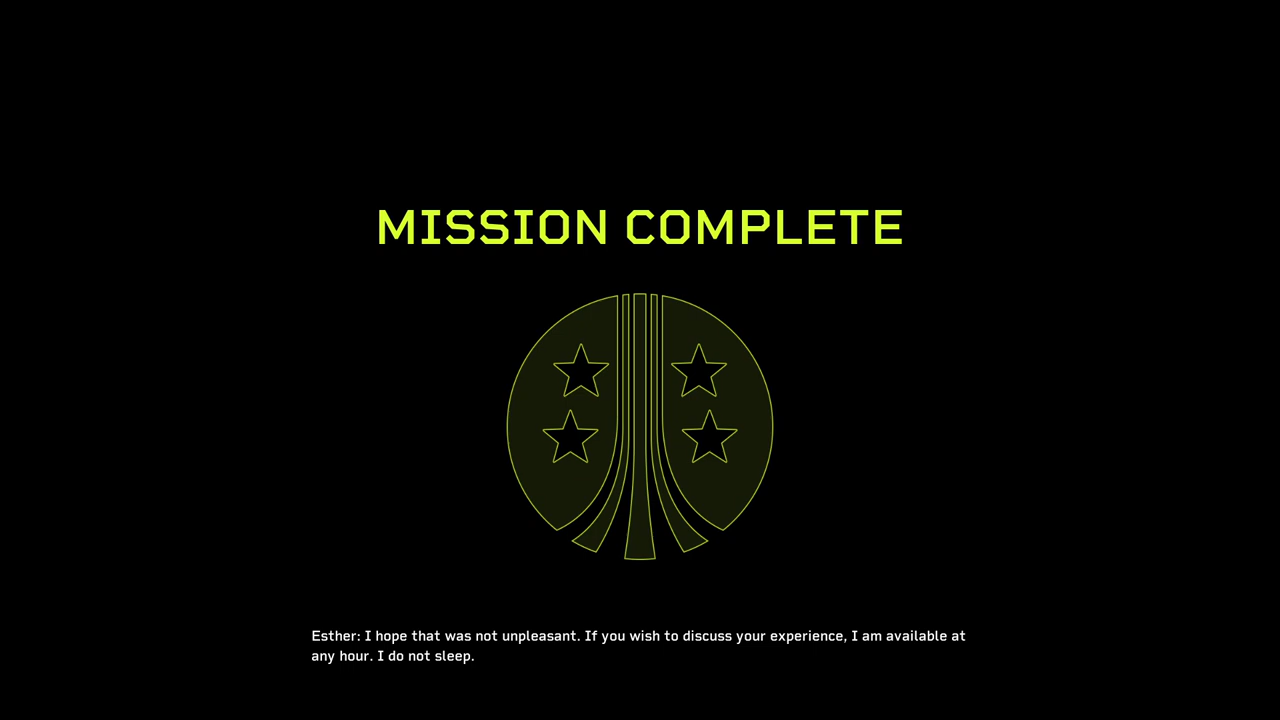 MISSION COMPLETE
Esther: I hope that was not unpleasant. If you wish to discuss your experience, I am available at
any hour. I do not sleep.